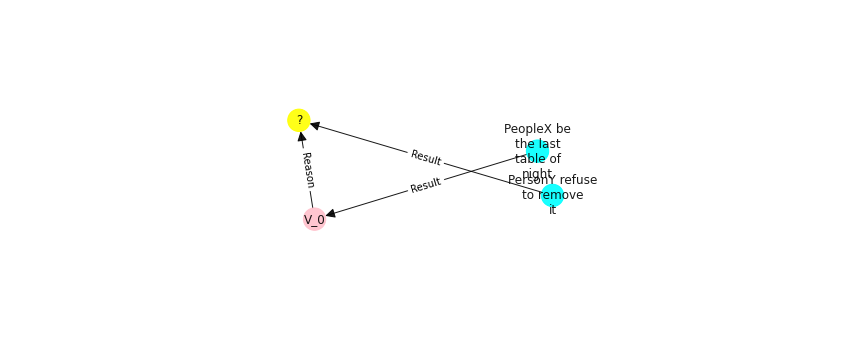 ?
PeopleX be
the last
table of
night
PersonY refuse
to remove
it
Result
Result
Reason
V_0